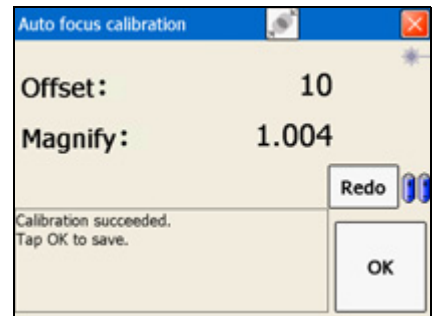 Auto focus calibration
Offset: 10
Magnify: 1.004
Redo
Calibration succeeded.
Tap OK to save.
OK